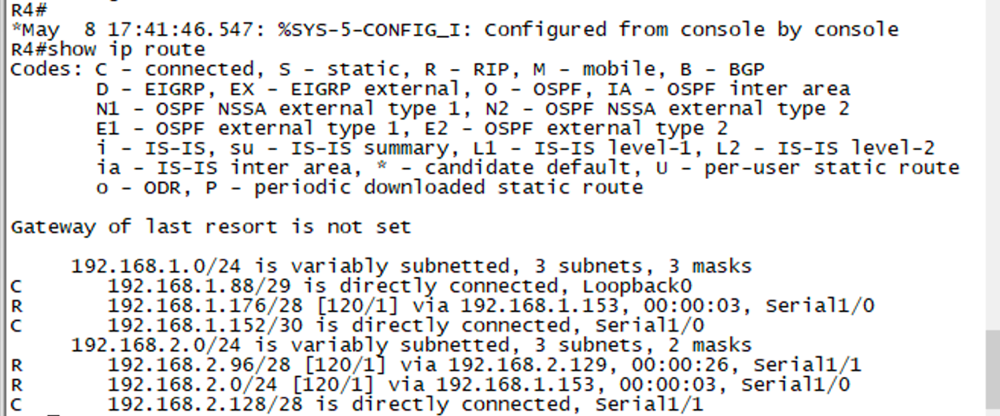 R4#
*May  8 17:41:46.547: %SYS-5-CONFIG_I: Configured from console by console
R4#show ip route
Codes: C - connected, S - static, R - RIP, M - mobile, B - BGP
       D - EIGRP, EX - EIGRP external, O - OSPF, IA - OSPF inter area
       N1 - OSPF NSSA external type 1, N2 - OSPF NSSA external type 2
       E1 - OSPF external type 1, E2 - OSPF external type 2
       i - IS-IS, su - IS-IS summary, L1 - IS-IS level-1, L2 - IS-IS level-2
       ia - IS-IS inter area, * - candidate default, U - per-user static route
       o - ODR, P - periodic downloaded static route
Gateway of last resort is not set
     192.168.1.0/24 is variably subnetted, 3 subnets, 3 masks
C       192.168.1.88/29 is directly connected, Loopback0
R       192.168.1.176/28 [120/1] via 192.168.1.153, 00:00:03, Serial1/0
C       192.168.1.152/30 is directly connected, Serial1/0
     192.168.2.0/24 is variably subnetted, 3 subnets, 2 masks
R       192.168.2.96/28 [120/1] via 192.168.2.129, 00:00:26, Serial1/1
R       192.168.2.0/24 [120/1] via 192.168.1.153, 00:00:03, Serial1/0
C       192.168.2.128/28 is directly connected, Serial1/1